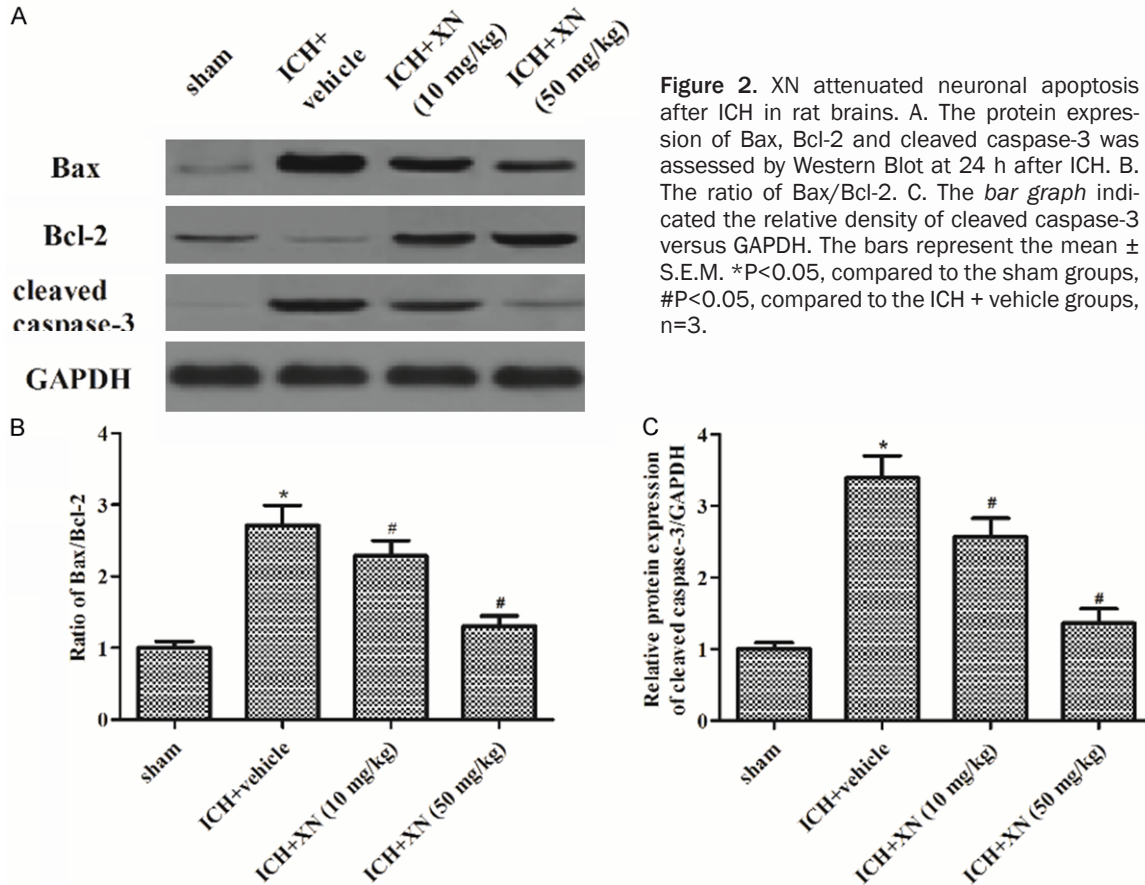 A
sham
ICH+
vehicle
ICH+XN
(10 mg/kg)
ICH+XN
(50 mg/kg)
Bax
Bcl-2
cleaved
caspase-3
GAPDH
Figure 2. XN attenuated neuronal apoptosis
after ICH in rat brains. A. The protein expres-
sion of Bax, Bcl-2 and cleaved caspase-3 was
assessed by Western Blot at 24 h after ICH. B.
The ratio of Bax/Bcl-2. C. The bar graph indi-
cated the relative density of cleaved caspase-3
versus GAPDH. The bars represent the mean ±
S.E.M. *P<0.05, compared to the sham groups,
#P<0.05, compared to the ICH + vehicle groups,
n=3.
B
Ratio of Bax/Bcl-2
4
3
2
1
0
*
#
#
sham
ICH+vehicle
ICH+XN (10 mg/kg)
ICH+XN (50 mg/kg)
C
Relative protein expression
of cleaved caspase-3/GAPDH
4
3
2
1
0
*
#
#
sham
ICH+vehicle
ICH+XN (10 mg/kg)
ICH+XN (50 mg/kg)